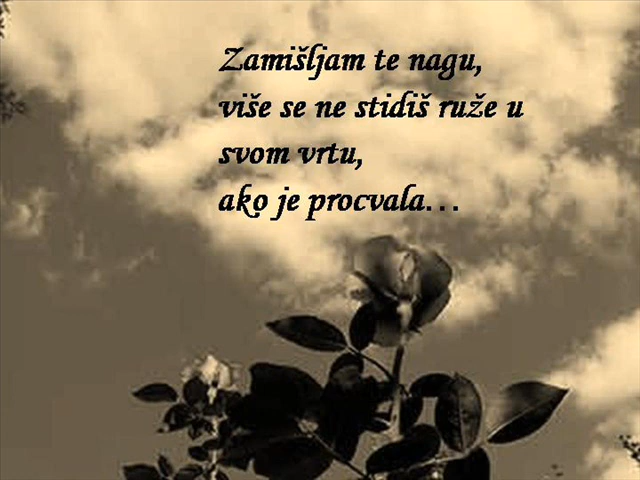 Zamišljam te nagu,
više se ne stidiš ruže u
svom vrtu,
ako je procvala...